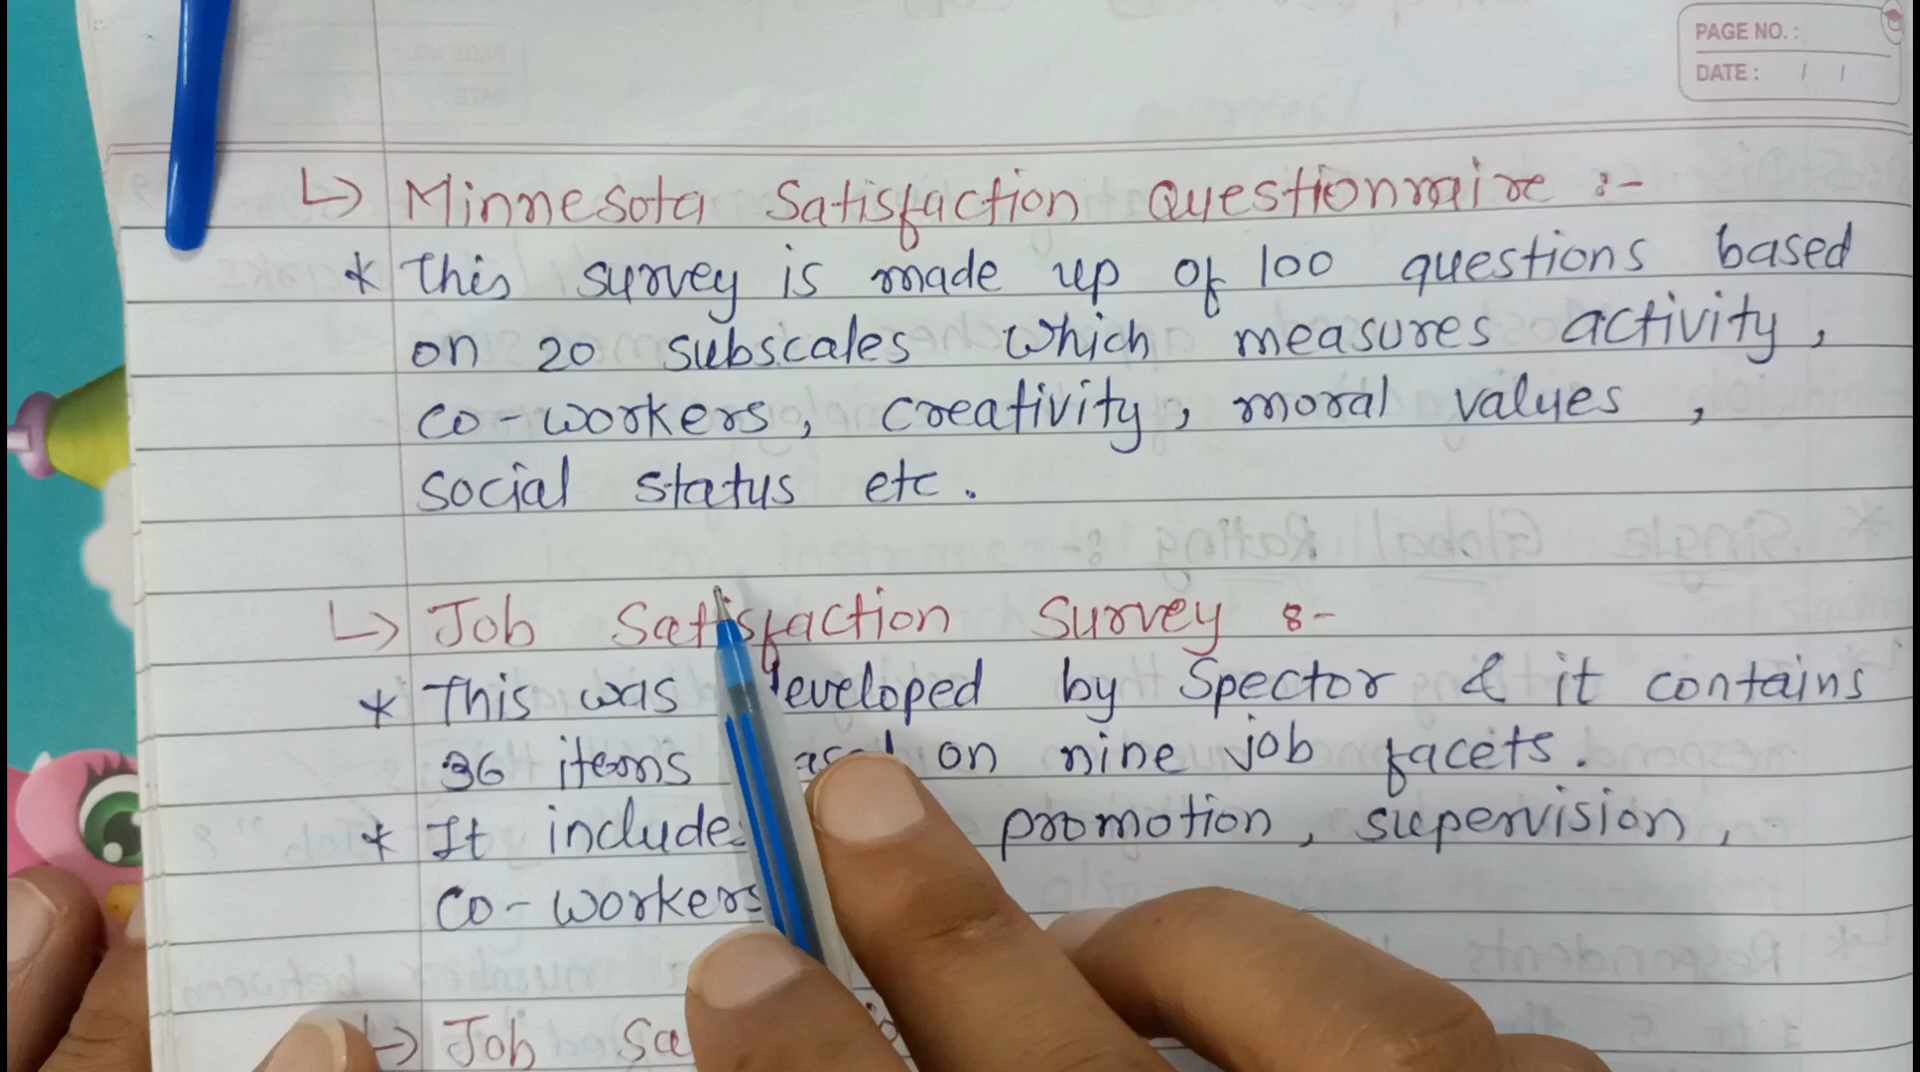 PAGE NO. :
DATE : / /
↳ Minnesota Satisfaction Questionnaire :-
* This survey is made up of 100 questions based
on 20 subscales which measures activity,
co-workers, creativity, moral values,
social status etc.
↳ Job Satisfaction Survey :-
* This was developed by Spector & it contains
36 items on nine job facets.
* It includes promotion, supervision,
co-workers
↳ Job